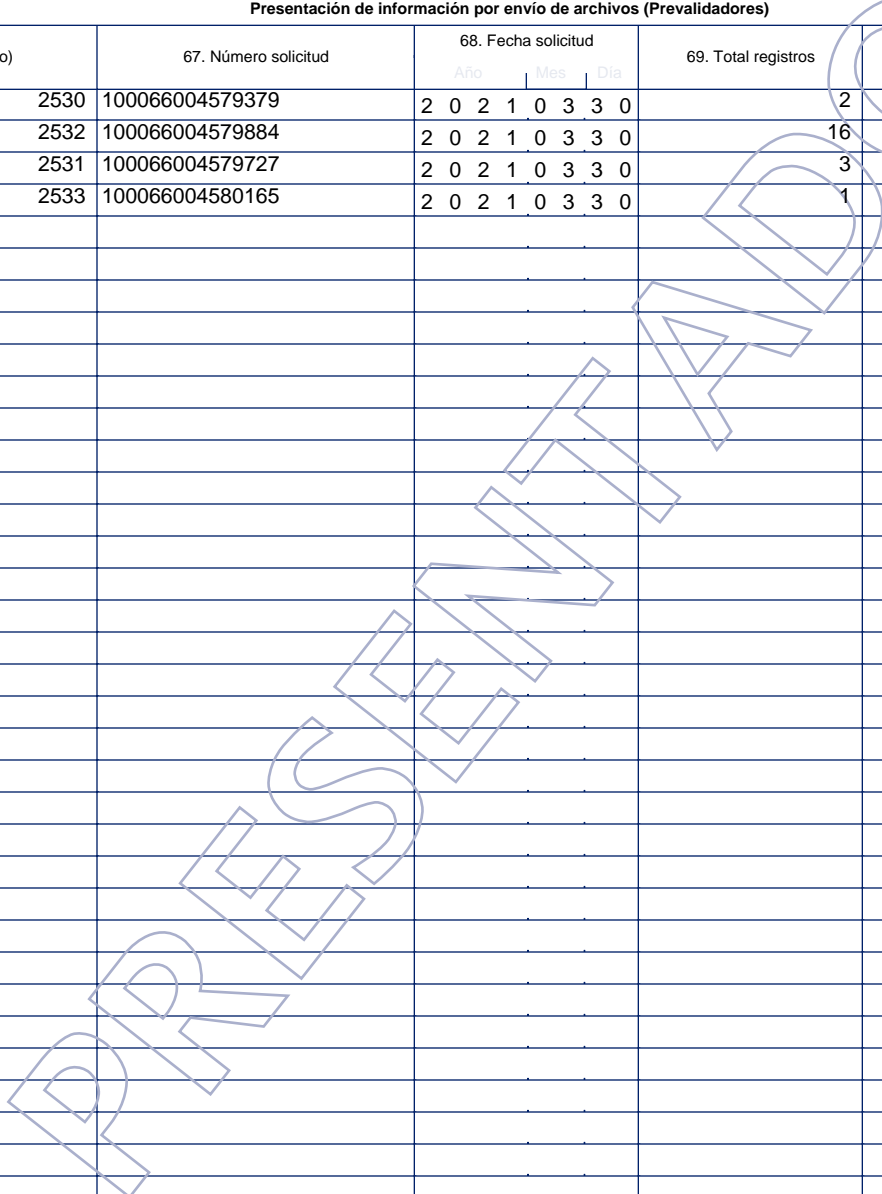 Presentación de información por envío de archivos (Prevalidadores)
o) 67. Número solicitud 68. Fecha solicitud 69. Total registros
Año Mes Día
2530 100066004579379 2 0 2 1 0 3 3 0 2
2532 100066004579884 2 0 2 1 0 3 3 0 16
2531 100066004579727 2 0 2 1 0 3 3 0 3
2533 100066004580165 2 0 2 1 0 3 3 0 1
PRESENTADO